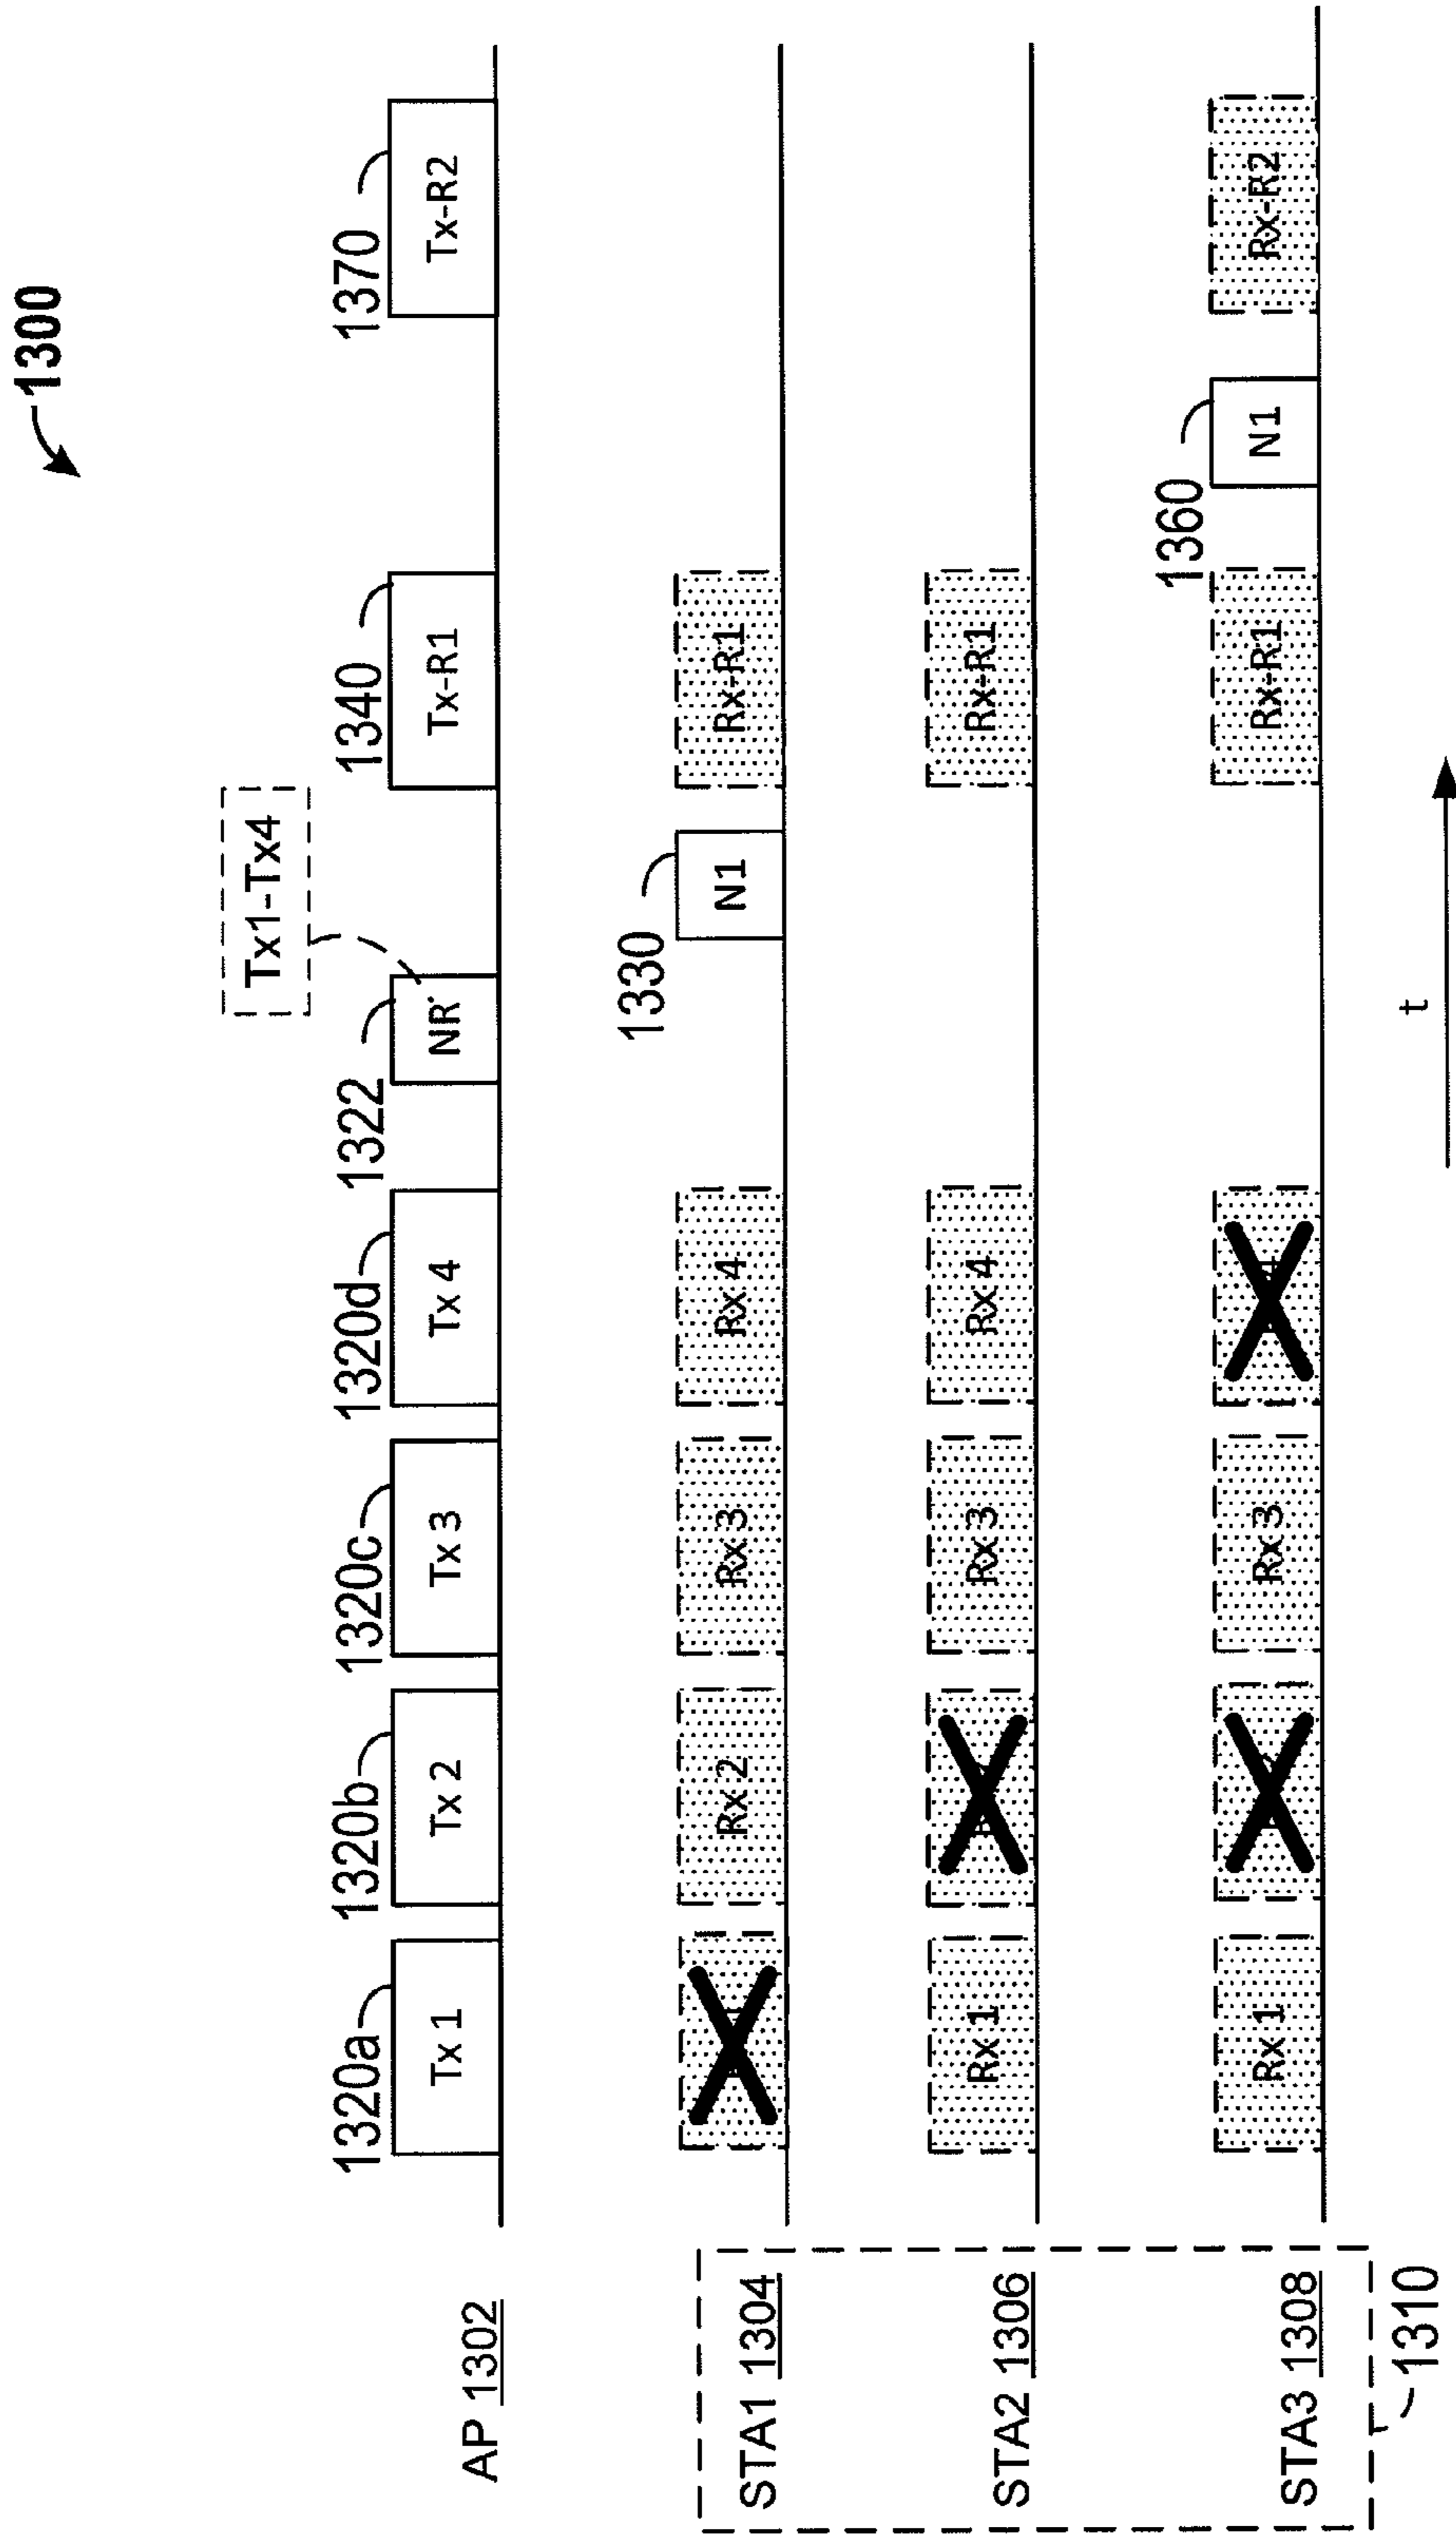 1300
Tx1-Tx4
1320a
1320b
1320c
1320d
1322
1340
1370
AP 1302
Tx 1
Tx 2
Tx 3
Tx 4
NR
Tx-R1
Tx-R2
1330
STA1 1304
Rx 2
Rx 3
Rx 4
N1
Rx-R1
STA2 1306
Rx 1
Rx 3
Rx 4
Rx-R1
1360
STA3 1308
Rx 1
Rx 3
Rx-R1
N1
Rx-R2
1310
t